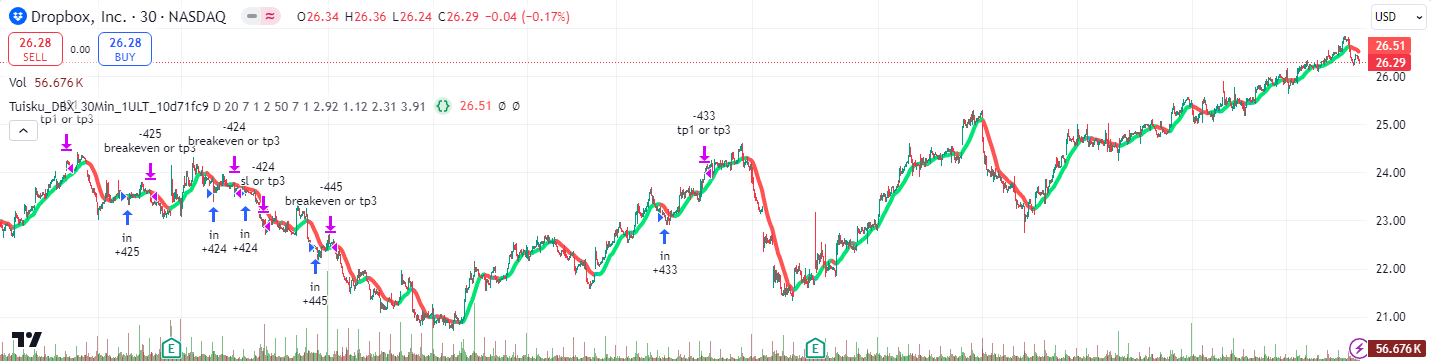 Dropbox, Inc. · 30 · NASDAQ O26.34 H26.36 L26.24 C26.29 −0.04 (−0.17%)
USD
26.28
SELL
0.00
26.28
BUY
26.51
26.29
Vol 56.676 K
26.00
Tuisku_DBX_30Min_1ULT_10d71fc9 D 20 7 1 2 50 7 1 2.92 1.12 2.31 3.91 {} 26.51 Ø Ø
tp1 or tp3
-425
breakeven or tp3
-424
breakeven or tp3
-424
sl or tp3
-445
breakeven or tp3
-433
tp1 or tp3
25.00
24.00
23.00
22.00
21.00
in
+425
in
+424
in
+424
in
+445
in
+433
E
E
56.676 K